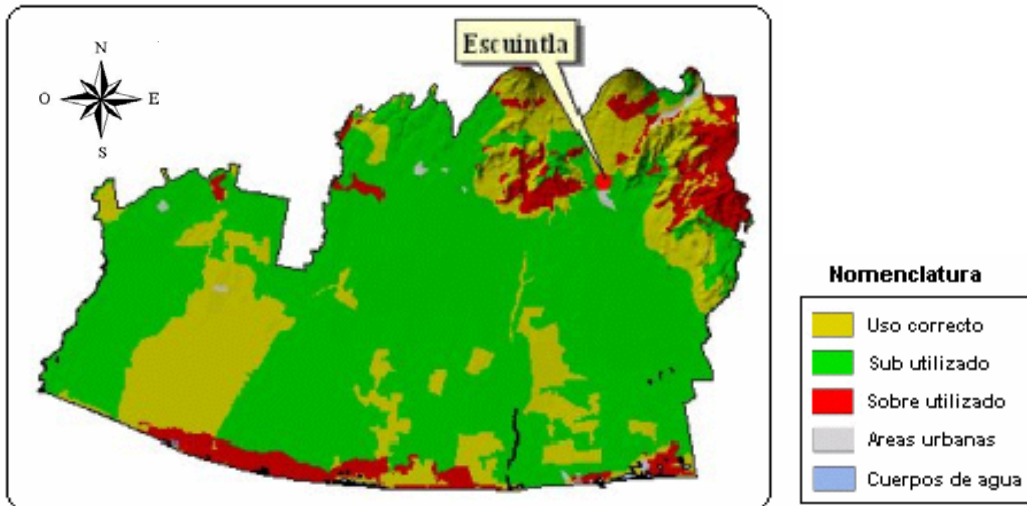 Escuintla
N
O
E
S
Nomenclatura
Uso correcto
Sub utilizado
Sobre utilizado
Areas urbanas
Cuerpos de agua